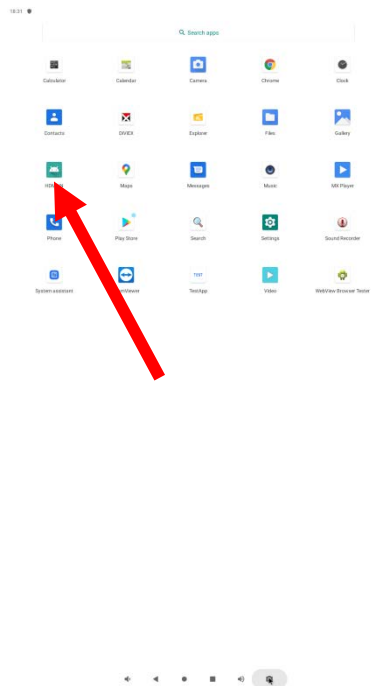 18:31
Search apps
Calculator Calendar Camera Chrome Clock
Contacts DIVIEX Explorer Files Gallery
Maps Messages Music MX Player
Phone Play Store Search Settings Sound Recorder
System assistant TestApp Video WebView Browser Tester